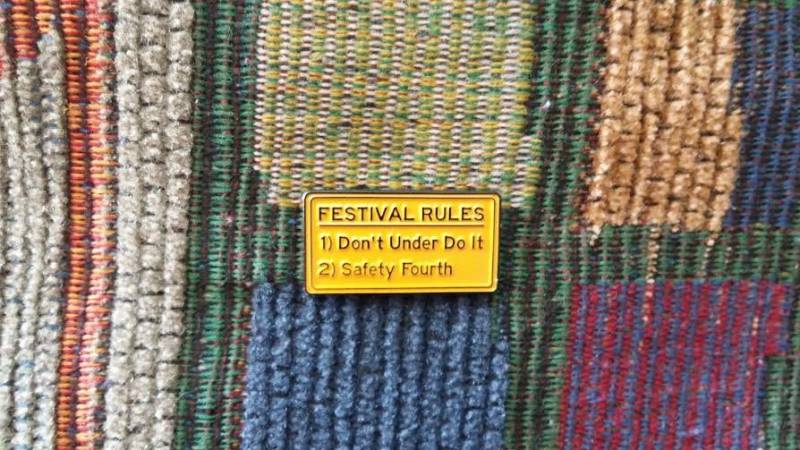 FESTIVAL RULES
1) Don't Under Do It
2) Safety Fourth